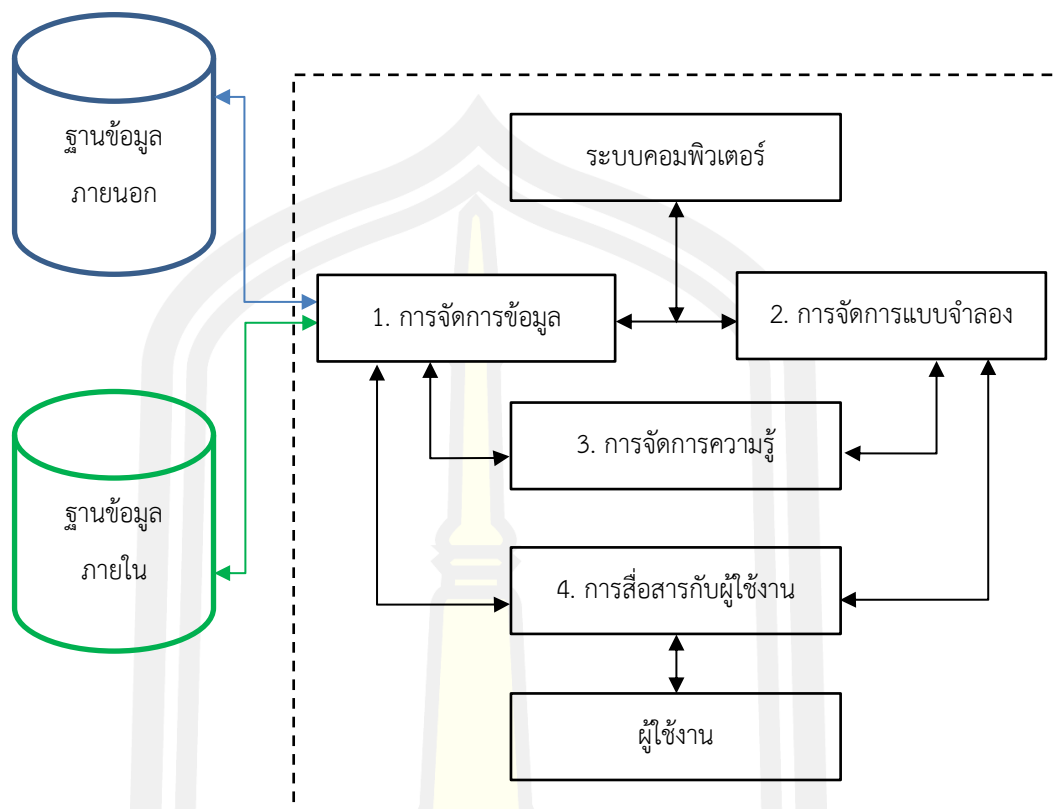 ฐานข้อมูล
ภายนอก
ระบบคอมพิวเตอร์
1. การจัดการข้อมูล
2. การจัดการแบบจำลอง
3. การจัดการความรู้
ฐานข้อมูล
ภายใน
4. การสื่อสารกับผู้ใช้งาน
ผู้ใช้งาน